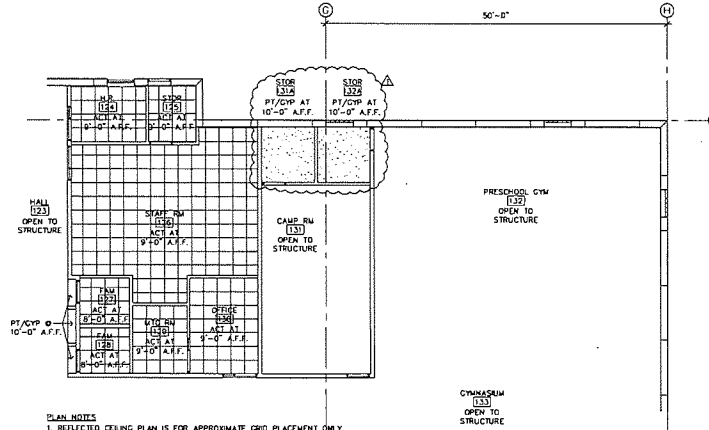 G
H
50'-0"
STOR
131A
PT/GYP AT
10'-0" A.F.F.
STOR
132A
PT/GYP AT
10'-0" A.F.F.
1
H.R.
124
ACT AT
9'-0" A.F.F.
STOR
125
ACT AT
9'-0" A.F.F.
HALL
123
OPEN TO
STRUCTURE
STAFF RM
126
ACT AT
9'-0" A.F.F.
CAMP RM
131
OPEN TO
STRUCTURE
PRESCHOOL GYM
132
OPEN TO
STRUCTURE
FAM
127
ACT AT
8'-0" A.F.F.
PT/GYP @
10'-0" A.F.F.
FAM
128
ACT AT
8'-0" A.F.F.
MTG RM
ACT AT
9'-0" A.F.F.
OFFICE
130
ACT AT
9'-0" A.F.F.
GYMNASIUM
133
OPEN TO
STRUCTURE
PLAN NOTES
1. REFLECTED CEILING PLAN IS FOR APPROXIMATE GRID PLACEMENT ONLY